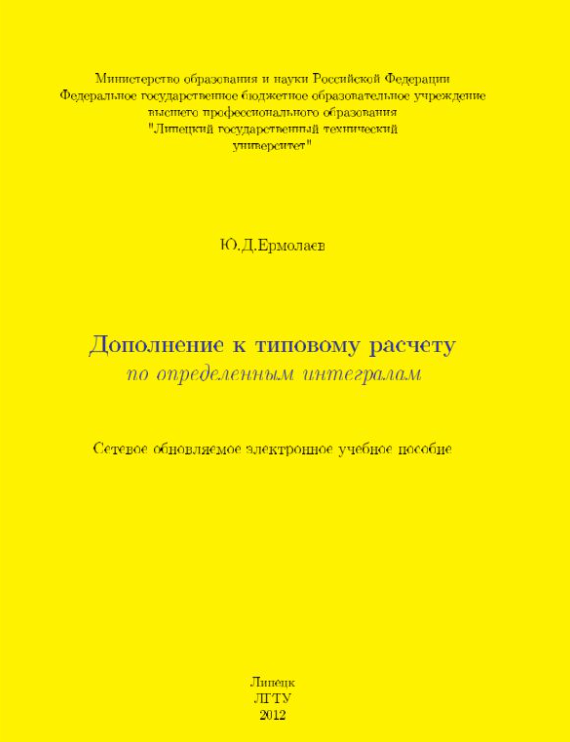 Министерство образования и науки Российской Федерации
Федеральное государственное бюджетное образовательное учреждение
высшего профессионального образования
"Липецкий государственный технический
университет"
Ю.Д.Ермолаев
Дополнение к типовому расчету
по определенным интегралам
Сетевое обновляемое электронное учебное пособие
Липецк
ЛГТУ
2012